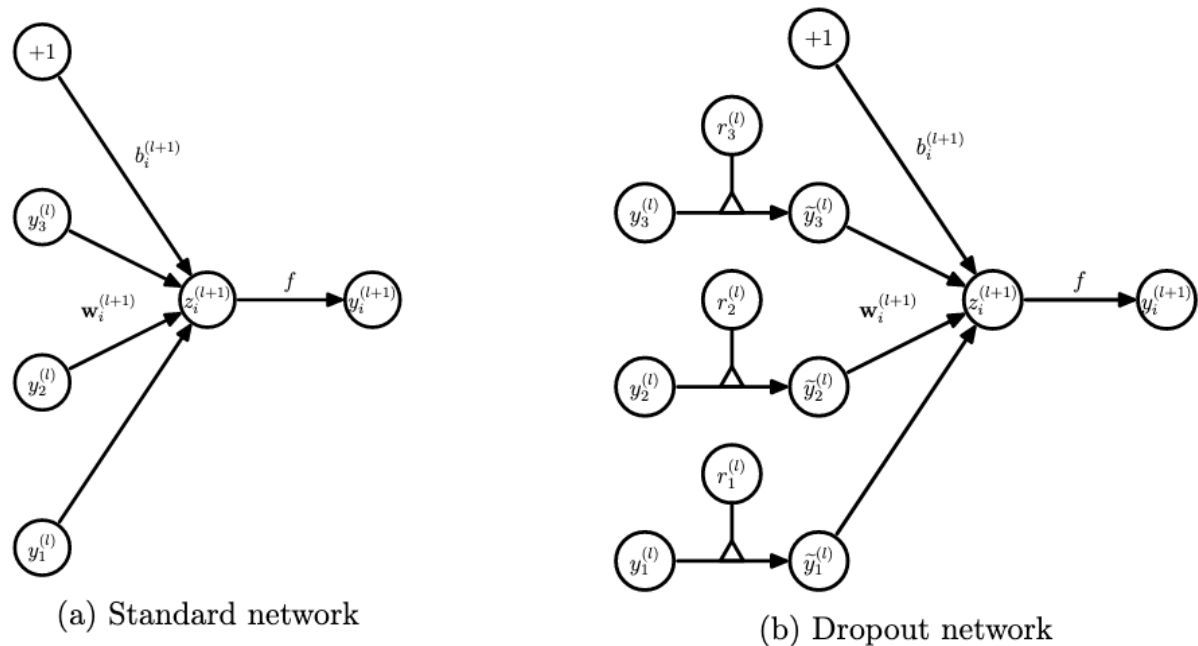 +1
b_i^{(l+1)}
y_3^{(l)}
w_i^{(l+1)}
z_i^{(l+1)}
f
y_i^{(l+1)}
y_2^{(l)}
y_1^{(l)}
(a) Standard network
+1
b_i^{(l+1)}
r_3^{(l)}
y_3^{(l)}
ỹ_3^{(l)}
r_2^{(l)}
w_i^{(l+1)}
z_i^{(l+1)}
f
y_i^{(l+1)}
y_2^{(l)}
ỹ_2^{(l)}
r_1^{(l)}
y_1^{(l)}
ỹ_1^{(l)}
(b) Dropout network